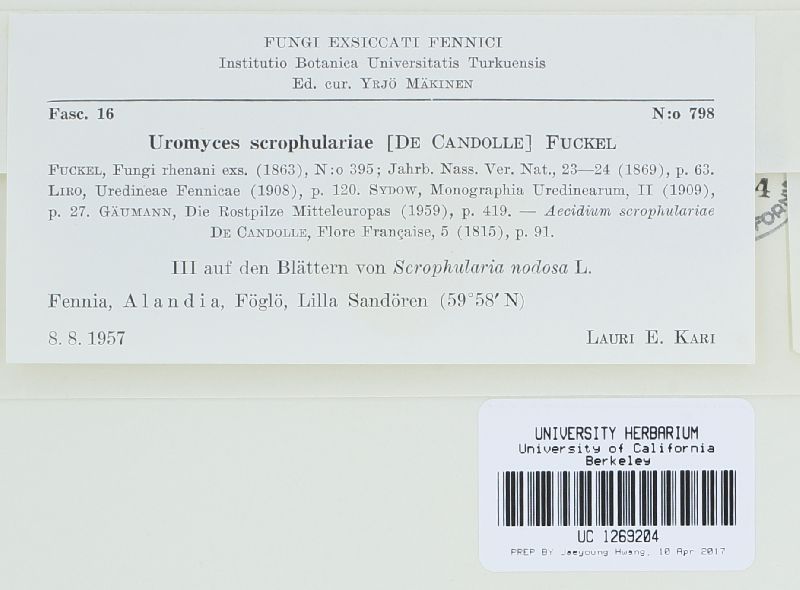 FUNGI EXSICCATI FENNICI
Institutio Botanica Universitatis Turkuensis
Ed. cur. YRJÖ MÄKINEN
Fasc. 16 N:o 798
Uromyces scrophulariae [DE CANDOLLE] FUCKEL
FUCKEL, Fungi rhenani exs. (1863), N:o 395; Jahrb. Nass. Ver. Nat., 23—24 (1869), p. 63.
LIRO, Uredineae Fennicae (1908), p. 120. SYDOW, Monographia Uredinearum, II (1909),
p. 27. GÄUMANN, Die Rostpilze Mitteleuropas (1959), p. 419. — Aecidium scrophulariae
DE CANDOLLE, Flore Française, 5 (1815), p. 91.
III auf den Blättern von Scrophularia nodosa L.
Fennia, Alandia, Föglö, Lilla Sandören (59°58′ N)
8. 8. 1957 LAURI E. KARI
4
UNIVERSITY HERBARIUM
University of California
Berkeley
UC 1269204
PREP BY Jaeyoung Hwang, 10 Apr 2017